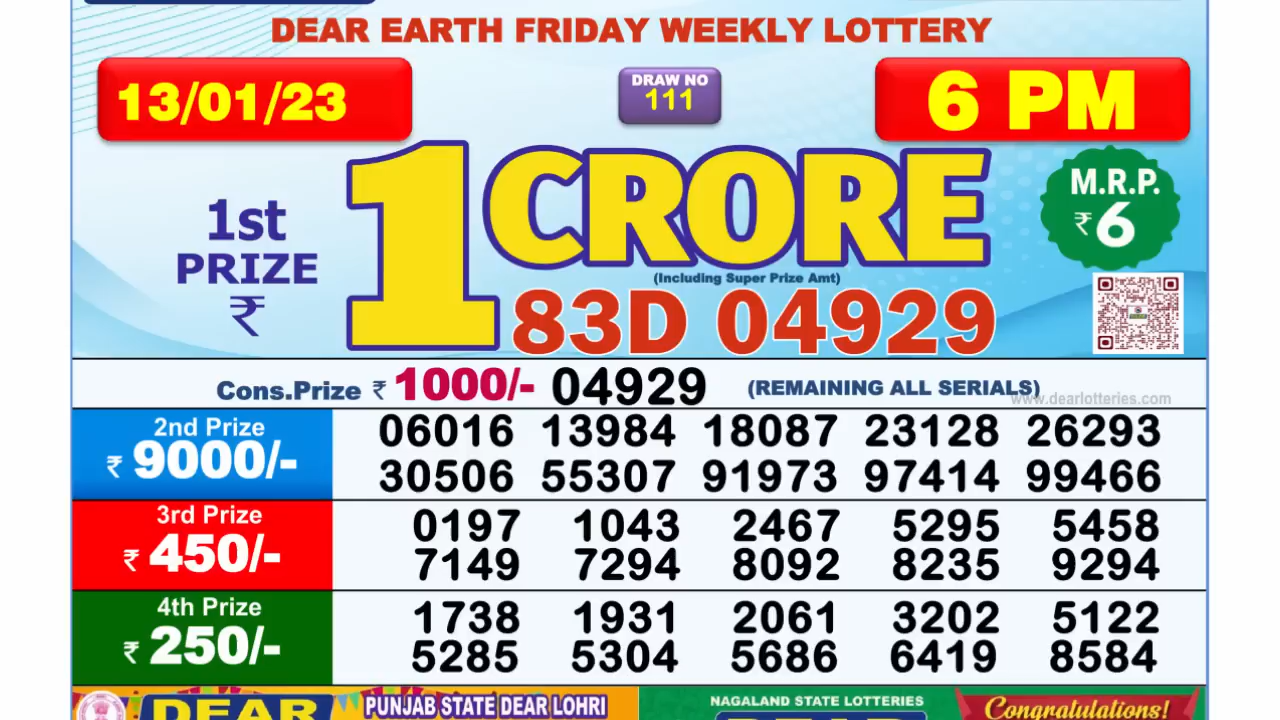 DEAR EARTH FRIDAY WEEKLY LOTTERY
13/01/23
DRAW NO
111
6 PM
1st
PRIZE
₹
1 CRORE
(Including Super Prize Amt)
83D 04929
M.R.P.
₹6
Cons.Prize ₹ 1000/- 04929 (REMAINING ALL SERIALS)
www.dearlotteries.com
2nd Prize
₹ 9000/-
06016 13984 18087 23128 26293
30506 55307 91973 97414 99466
3rd Prize
₹ 450/-
0197 1043 2467 5295 5458
7149 7294 8092 8235 9294
4th Prize
₹ 250/-
1738 1931 2061 3202 5122
5285 5304 5686 6419 8584
DEAR
PUNJAB STATE DEAR LOHRI
NAGALAND STATE LOTTERIES
DEAR
Congratulations!